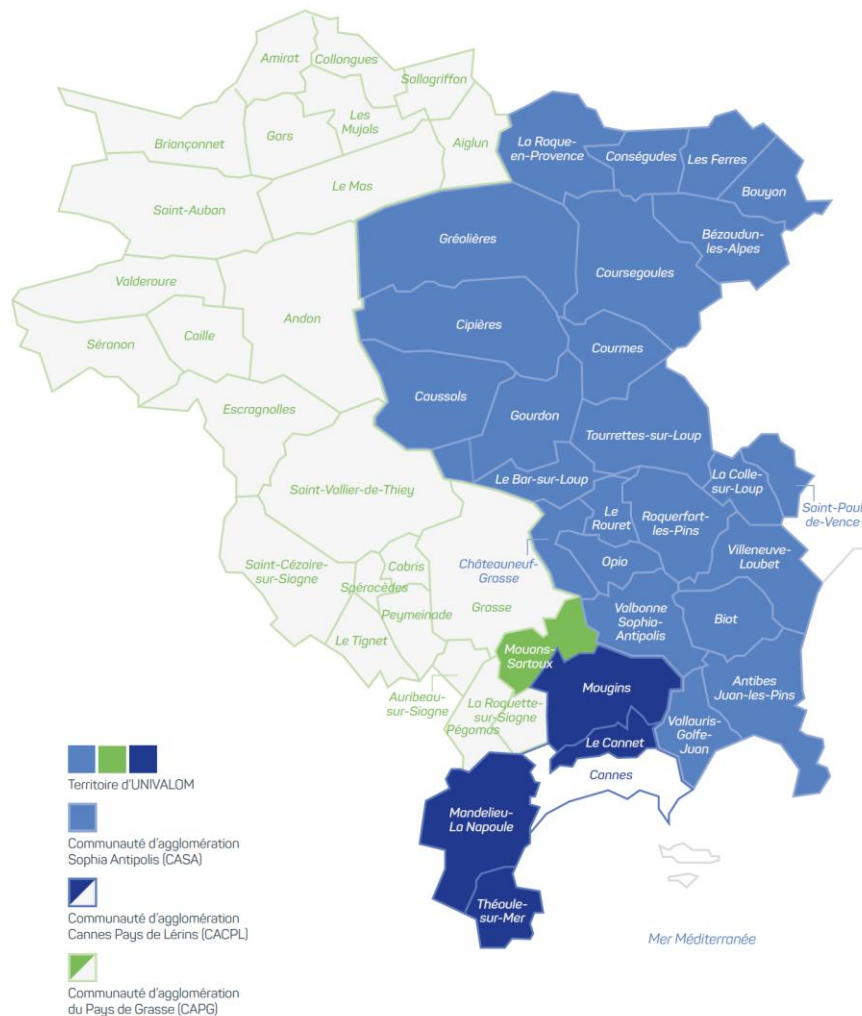 Amirat
Collongues
Sallagriffon
Briançonnet
Gars
Les
Mujols
Aiglun
La Roque-
en-Provence
Conségudes
Les Ferres
Bouyon
Le Mas
Saint-Auban
Gréolières
Bézaudun-
les-Alpes
Coursegoules
Valderoure
Andon
Cipières
Séranon
Caille
Courmes
Caussols
Escragnolles
Gourdon
Tourrettes-sur-Loup
Saint-Vallier-de-Thiey
Le Bar-sur-Loup
La Colle-
sur-Loup
Saint-Paul
de-Vence
Le
Rouret
Roquefort-
les-Pins
Villeneuve-
Loubet
Saint-Cézaire-
sur-Siagne
Cabris
Châteauneuf-
Grasse
Opio
Spéracèdes
Peymeinade
Grasse
Valbonne
Sophia-
Antipolis
Biot
Le Tignet
Mouans-
Sartoux
Auribeau-
sur-Siagne
La Roquette-
sur-Siagne
Pégomas
Mougins
Antibes
Juan-les-Pins
Vallauris-
Golfe-
Juan
Le Cannet
Cannes
Mandelieu-
La Napoule
Théoule-
sur-Mer
Mer Méditerranée
Territoire d'UNIVALOM
Communauté d'agglomération
Sophia Antipolis (CASA)
Communauté d'agglomération
Cannes Pays de Lérins (CACPL)
Communauté d'agglomération
du Pays de Grasse (CAPG)